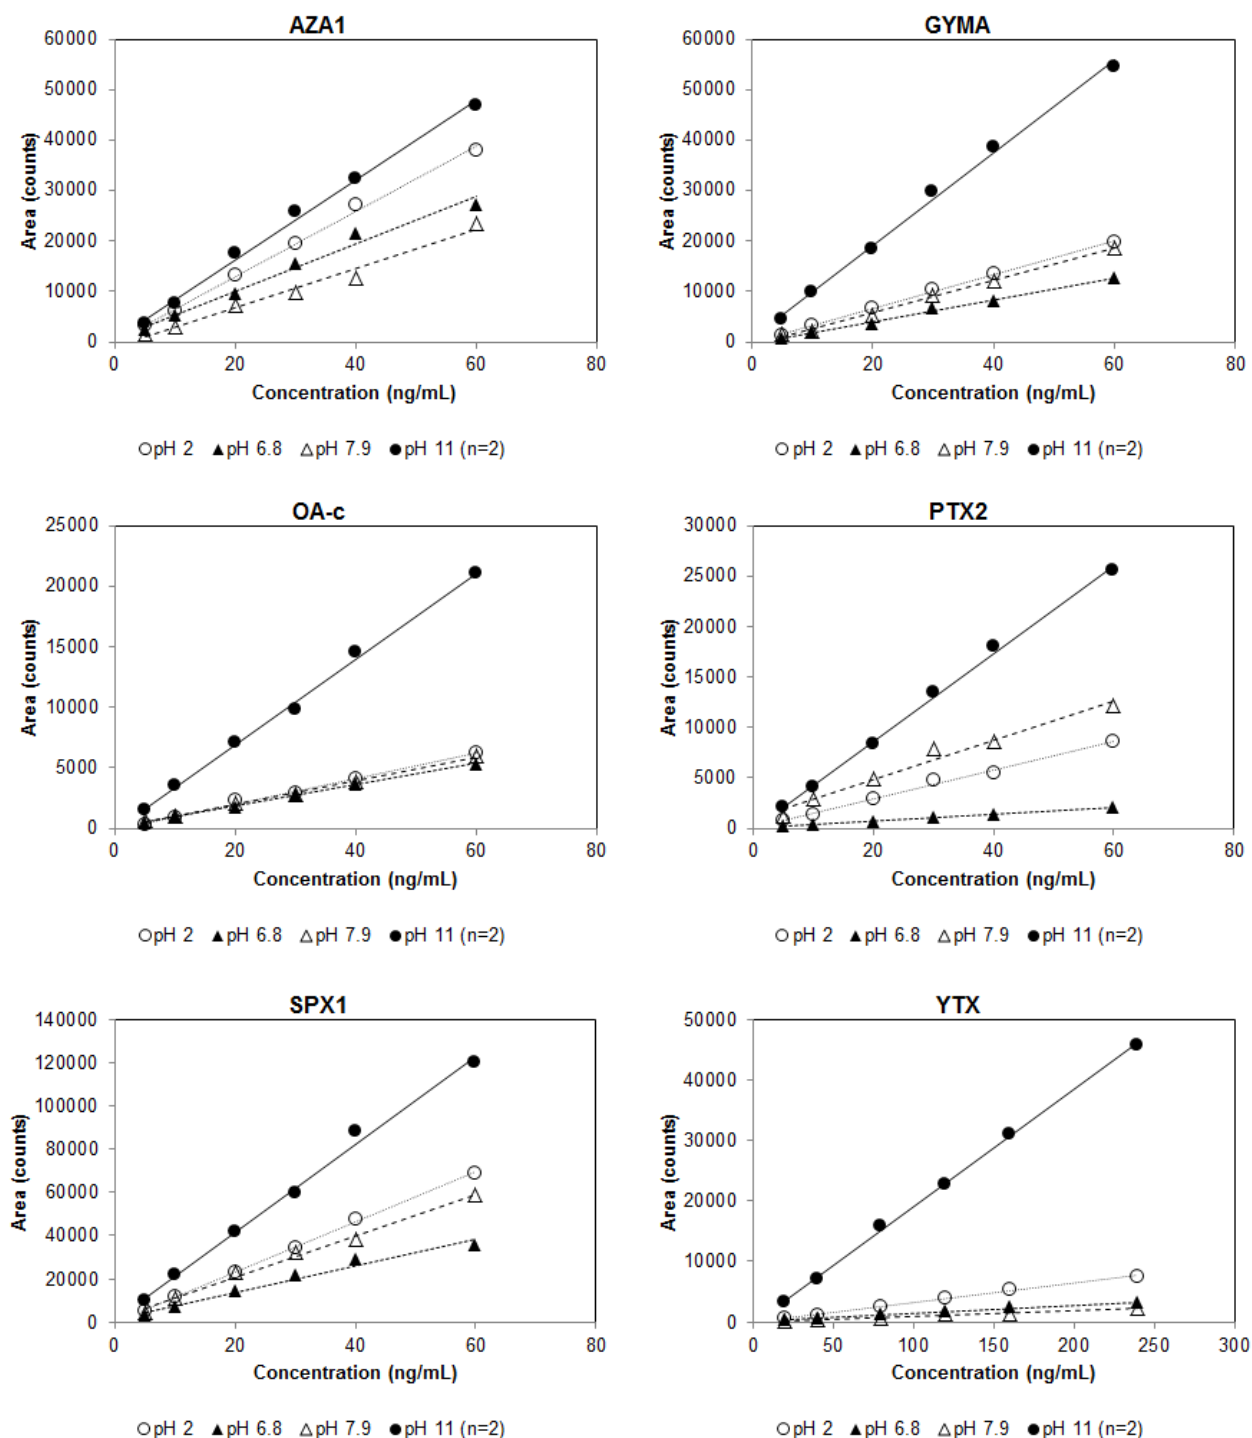 AZA1
60000
50000
40000
30000
20000
10000
0
Area (counts)
0 20 40 60 80
Concentration (ng/mL)
pH 2 pH 6.8 pH 7.9 pH 11 (n=2)
GYMA
60000
50000
40000
30000
20000
10000
0
Area (counts)
0 20 40 60 80
Concentration (ng/mL)
pH 2 pH 6.8 pH 7.9 pH 11 (n=2)
OA-c
25000
20000
15000
10000
5000
0
Area (counts)
0 20 40 60 80
Concentration (ng/mL)
pH 2 pH 6.8 pH 7.9 pH 11 (n=2)
PTX2
30000
25000
20000
15000
10000
5000
0
Area (counts)
0 20 40 60 80
Concentration (ng/mL)
pH 2 pH 6.8 pH 7.9 pH 11 (n=2)
SPX1
140000
120000
100000
80000
60000
40000
20000
0
Area (counts)
0 20 40 60 80
Concentration (ng/mL)
pH 2 pH 6.8 pH 7.9 pH 11 (n=2)
YTX
50000
40000
30000
20000
10000
0
Area (counts)
0 50 100 150 200 250 300
Concentration (ng/mL)
pH 2 pH 6.8 pH 7.9 pH 11 (n=2)